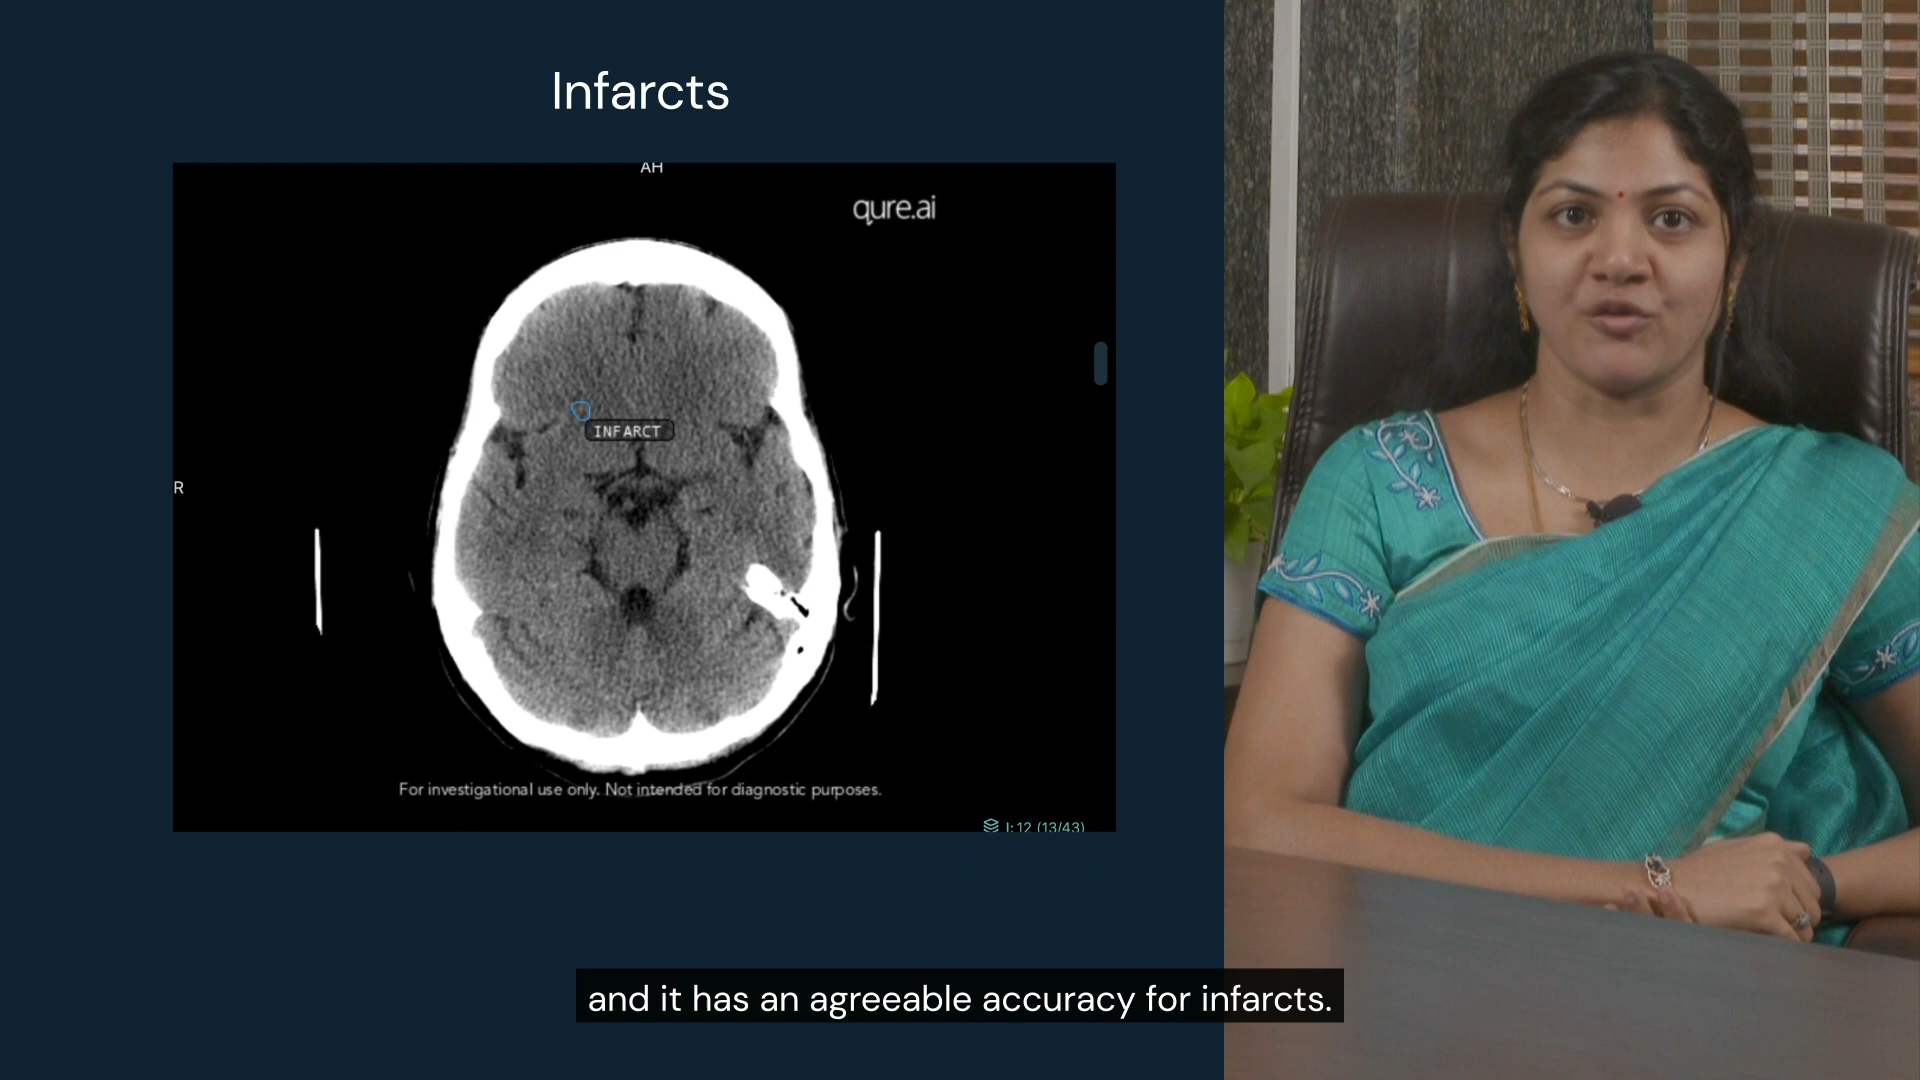 Infarcts
AH
qure.ai
INFARCT
R
For investigational use only. Not intended for diagnostic purposes.
I: 12 (13/43)
and it has an agreeable accuracy for infarcts.